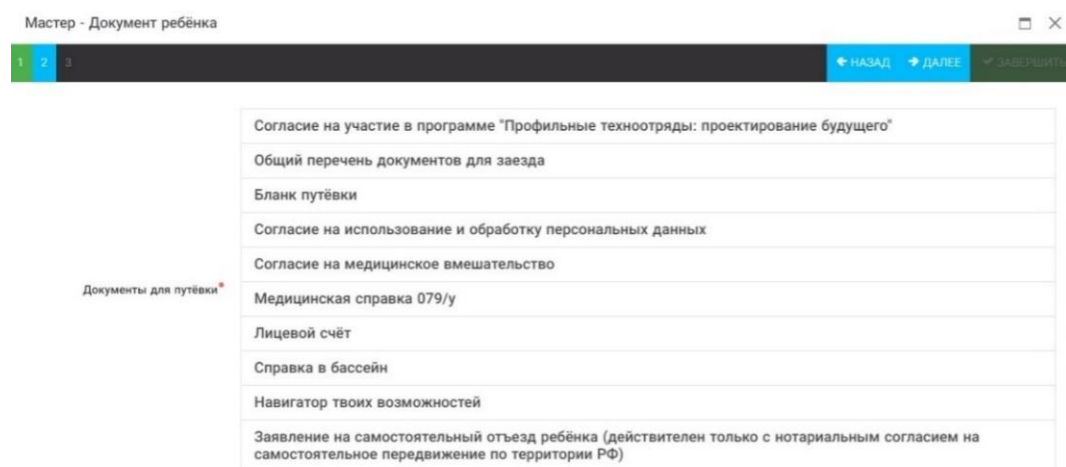 Мастер - Документ ребёнка
1 2 3 НАЗАД ДАЛЕЕ ЗАВЕРШИТЬ
Согласие на участие в программе "Профильные техноотряды: проектирование будущего"
Общий перечень документов для заезда
Бланк путёвки
Согласие на использование и обработку персональных данных
Согласие на медицинское вмешательство
Документы для путёвки*
Медицинская справка 079/у
Лицевой счёт
Справка в бассейн
Навигатор твоих возможностей
Заявление на самостоятельный отъезд ребёнка (действителен только с нотариальным согласием на
самостоятельное передвижение по территории РФ)